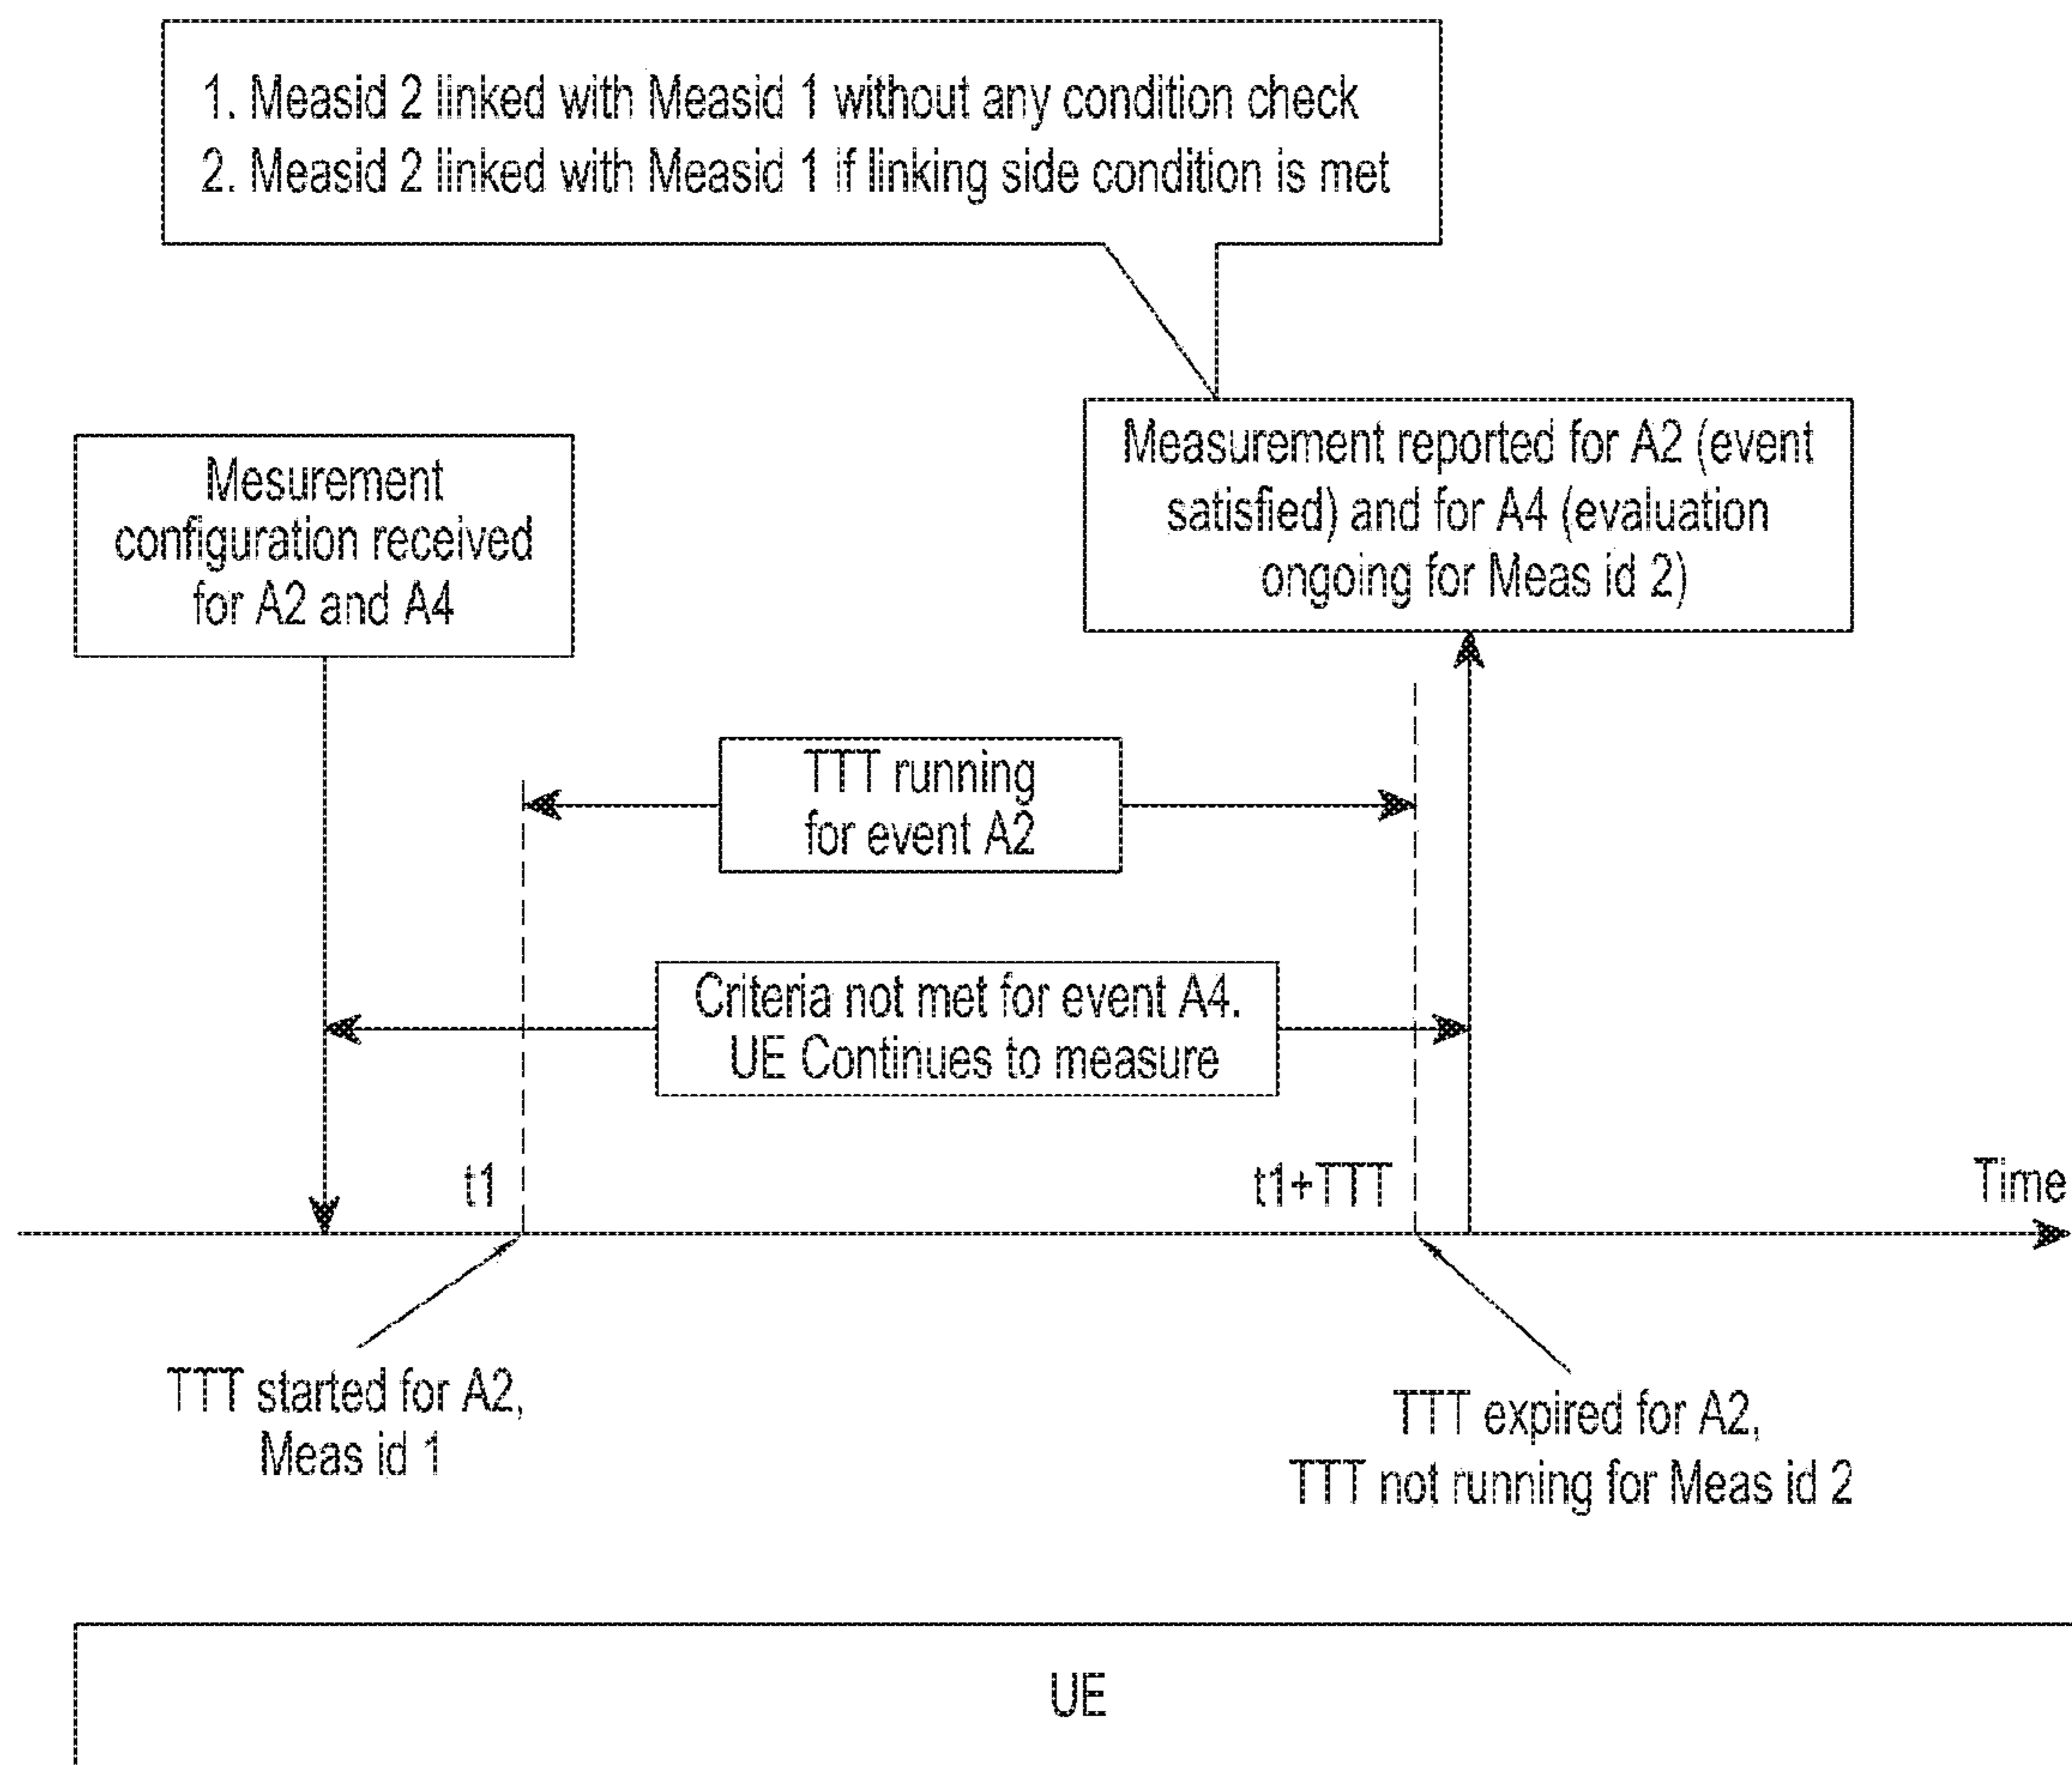 1. Measid 2 linked with Measid 1 without any condition check
2. Measid 2 linked with Measid 1 if linking side condition is met
Mesurement
configuration received
for A2 and A4
Measurement reported for A2 (event
satisfied) and for A4 (evaluation
ongoing for Meas id 2)
TTT running
for event A2
Criteria not met for event A4.
UE Continues to measure
t1
t1+TTT
Time
TTT started for A2,
Meas id 1
TTT expired for A2,
TTT not running for Meas id 2
UE